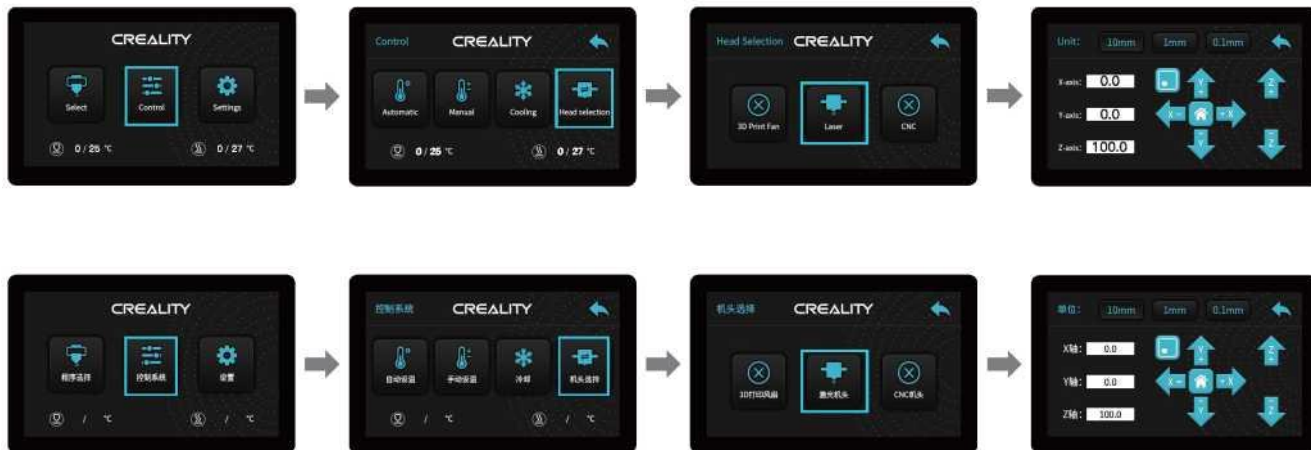 CREALITY
Select
Control
Settings
0 / 25 ℃
0 / 27 ℃
Control
CREALITY
Automatic
Manual
Cooling
Head selection
0 / 25 ℃
0 / 27 ℃
Head Selection
CREALITY
3D Print Fan
Laser
CNC
Unit:
10mm
1mm
0.1mm
X-axis:
0.0
Y-axis:
0.0
Z-axis:
100.0
Y +
X -
+ X
- Y
Z +
- Z
CREALITY
程序选择
控制系统
设置
/ ℃
/ ℃
控制系统
CREALITY
自动设温
手动设温
冷却
机头选择
/ ℃
/ ℃
机头选择
CREALITY
3D打印风扇
激光机头
CNC机头
单位:
10mm
1mm
0.1mm
X轴:
0.0
Y轴:
0.0
Z轴:
100.0
Y +
X -
+ X
- Y
Z +
- Z